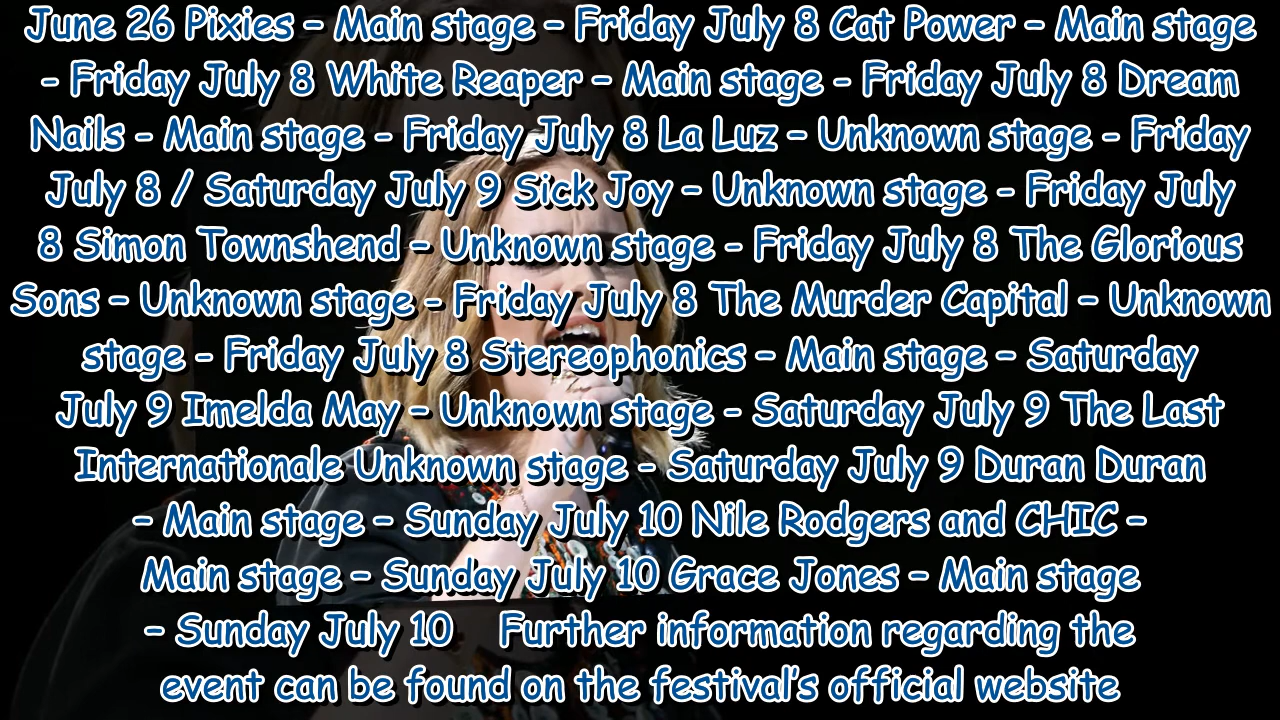 June 26 Pixies – Main stage – Friday July 8 Cat Power – Main stage
- Friday July 8 White Reaper – Main stage - Friday July 8 Dream
Nails - Main stage - Friday July 8 La Luz – Unknown stage - Friday
July 8 / Saturday July 9 Sick Joy – Unknown stage - Friday July
8 Simon Townshend – Unknown stage - Friday July 8 The Glorious
Sons – Unknown stage - Friday July 8 The Murder Capital – Unknown
stage - Friday July 8 Stereophonics – Main stage – Saturday
July 9 Imelda May – Unknown stage - Saturday July 9 The Last
Internationale Unknown stage - Saturday July 9 Duran Duran
– Main stage – Sunday July 10 Nile Rodgers and CHIC –
Main stage – Sunday July 10 Grace Jones – Main stage
– Sunday July 10 Further information regarding the
event can be found on the festival’s official website